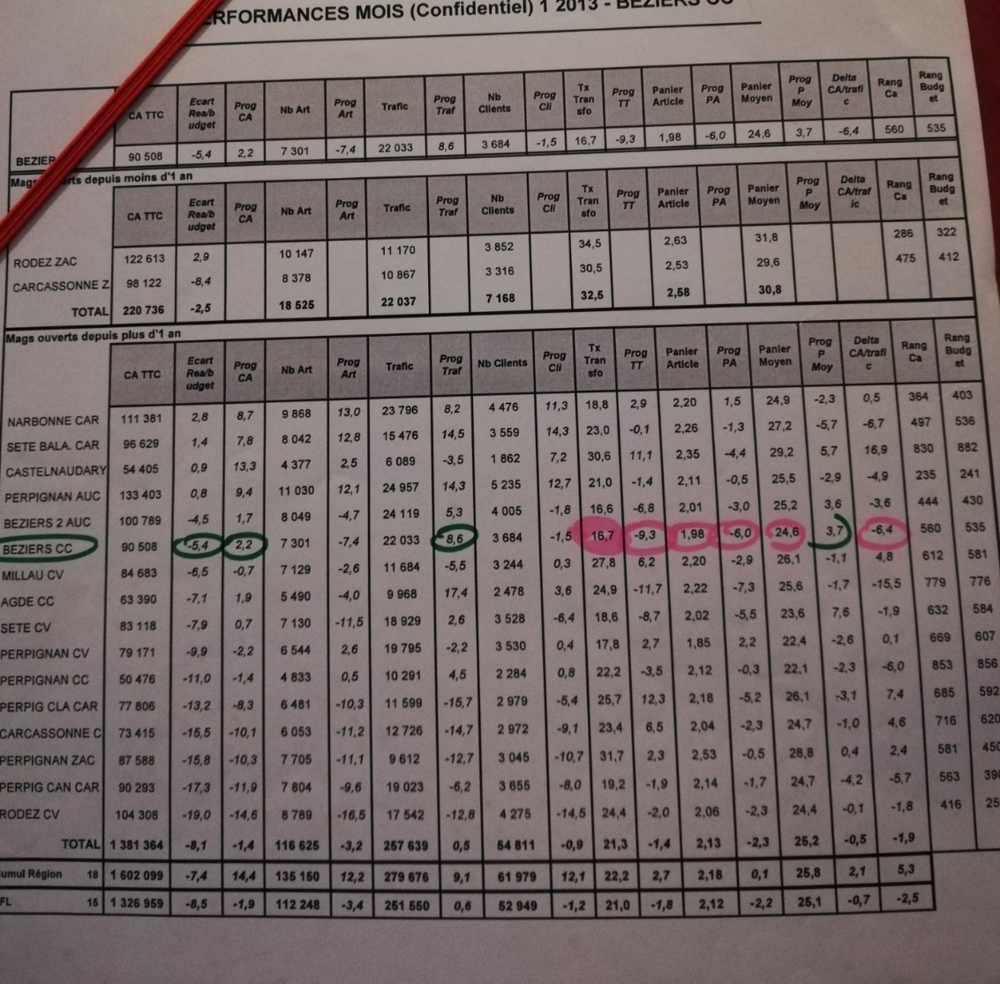 ERFORMANCES MOIS (Confidentiel) 1 2013 - BEZIERS CC
CA TTC Ecart Rea/b udget Prog CA Nb Art Prog Art Trafic Prog Traf Nb Clients Prog Cli Tx Tran sfo Prog TT Panier Article Prog PA Panier Moyen Prog P Moy Delta CA/trafi c Rang Ca Rang Budg et
BEZIER 90 508 -5,4 2,2 7 301 -7,4 22 033 8,6 3 684 -1,5 16,7 -9,3 1,98 -6,0 24,6 3,7 -6,4 560 535
Mags ouverts depuis moins d'1 an
CA TTC Ecart Rea/b udget Prog CA Nb Art Prog Art Trafic Prog Traf Nb Clients Prog Cli Tx Tran sfo Prog TT Panier Article Prog PA Panier Moyen Prog P Moy Delta CA/traf ic Rang Ca Rang Budg et
RODEZ ZAC 122 613 2,9 10 147 11 170 3 852 34,5 2,63 31,8 286 322
CARCASSONNE Z 98 122 -8,4 8 378 10 867 3 316 30,5 2,53 29,6 475 412
TOTAL 220 736 -2,5 18 525 22 037 7 168 32,5 2,58 30,8
Mags ouverts depuis plus d'1 an
CA TTC Ecart Rea/b udget Prog CA Nb Art Prog Art Trafic Prog Traf Nb Clients Prog Cli Tx Tran sfo Prog TT Panier Article Prog PA Panier Moyen Prog P Moy Delta CA/trafi c Rang Ca Rang Budg et
NARBONNE CAR 111 381 2,8 8,7 9 868 13,0 23 796 8,2 4 476 11,3 18,8 2,9 2,20 1,5 24,9 -2,3 0,5 364 403
SETE BALA. CAR 96 629 1,4 7,8 8 042 12,8 15 476 14,5 3 559 14,3 23,0 -0,1 2,26 -1,3 27,2 -5,7 -6,7 497 536
CASTELNAUDARY 54 405 0,9 13,3 4 377 2,5 6 089 -3,5 1 862 7,2 30,6 11,1 2,35 -4,4 29,2 5,7 16,9 830 882
PERPIGNAN AUC 133 403 0,8 9,4 11 030 12,1 24 957 14,3 5 235 12,7 21,0 -1,4 2,11 -0,5 25,5 -2,9 -4,9 235 241
BEZIERS 2 AUC 100 789 -4,5 1,7 8 049 -4,7 24 119 5,3 4 005 -1,8 16,6 -6,8 2,01 -3,0 25,2 3,6 -3,6 444 430
BEZIERS CC 90 508 -5,4 2,2 7 301 -7,4 22 033 8,6 3 684 -1,5 16,7 -9,3 1,98 -6,0 24,6 3,7 -6,4 560 535
MILLAU CV 84 683 -6,5 -0,7 7 129 -2,6 11 684 -5,5 3 244 0,3 27,8 6,2 2,20 -2,9 26,1 -1,1 4,8 612 581
AGDE CC 63 390 -7,1 1,9 5 490 -4,0 9 968 17,4 2 478 3,6 24,9 -11,7 2,22 -7,3 25,6 -1,7 -15,5 779 776
SETE CV 83 118 -7,9 0,7 7 130 -11,5 18 929 2,6 3 528 -6,4 18,6 -8,7 2,02 -5,5 23,6 7,6 -1,9 632 584
PERPIGNAN CV 79 171 -9,9 -2,2 6 544 2,6 19 795 -2,2 3 530 0,4 17,8 2,7 1,85 2,2 22,4 -2,6 0,1 669 607
PERPIGNAN CC 50 476 -11,0 -1,4 4 833 0,5 10 291 4,5 2 284 0,8 22,2 -3,5 2,12 -0,3 22,1 -2,3 -6,0 853 856
PERPIG CLA CAR 77 806 -13,2 -8,3 6 481 -10,3 11 599 -15,7 2 979 -5,4 25,7 12,3 2,18 -5,2 26,1 -3,1 7,4 685 592
CARCASSONNE C 73 415 -15,5 -10,1 6 053 -11,2 12 726 -14,7 2 972 -9,1 23,4 6,5 2,04 -2,3 24,7 -1,0 4,6 716 620
PERPIGNAN ZAC 87 588 -15,8 -10,3 7 705 -11,1 9 612 -12,7 3 045 -10,7 31,7 2,3 2,53 -0,5 28,8 0,4 2,4 581 450
PERPIG CAN CAR 90 293 -17,3 -11,9 7 804 -9,6 19 023 -6,2 3 655 -8,0 19,2 -1,9 2,14 -1,7 24,7 -4,2 -5,7 563 39
RODEZ CV 104 308 -19,0 -14,6 8 789 -16,5 17 542 -12,8 4 275 -14,5 24,4 -2,0 2,06 -2,3 24,4 -0,1 -1,8 416 25
TOTAL 1 381 364 -8,1 -1,4 116 625 -3,2 257 639 0,5 54 811 -0,9 21,3 -1,4 2,13 -2,3 25,2 -0,5 -1,9
umul Région 18 1 602 099 -7,4 14,4 135 150 12,2 279 676 9,1 61 979 12,1 22,2 2,7 2,18 0,1 25,8 2,1 5,3
FL 15 1 326 959 -8,5 -1,9 112 248 -3,4 251 550 0,6 52 949 -1,2 21,0 -1,8 2,12 -2,2 25,1 -0,7 -2,5